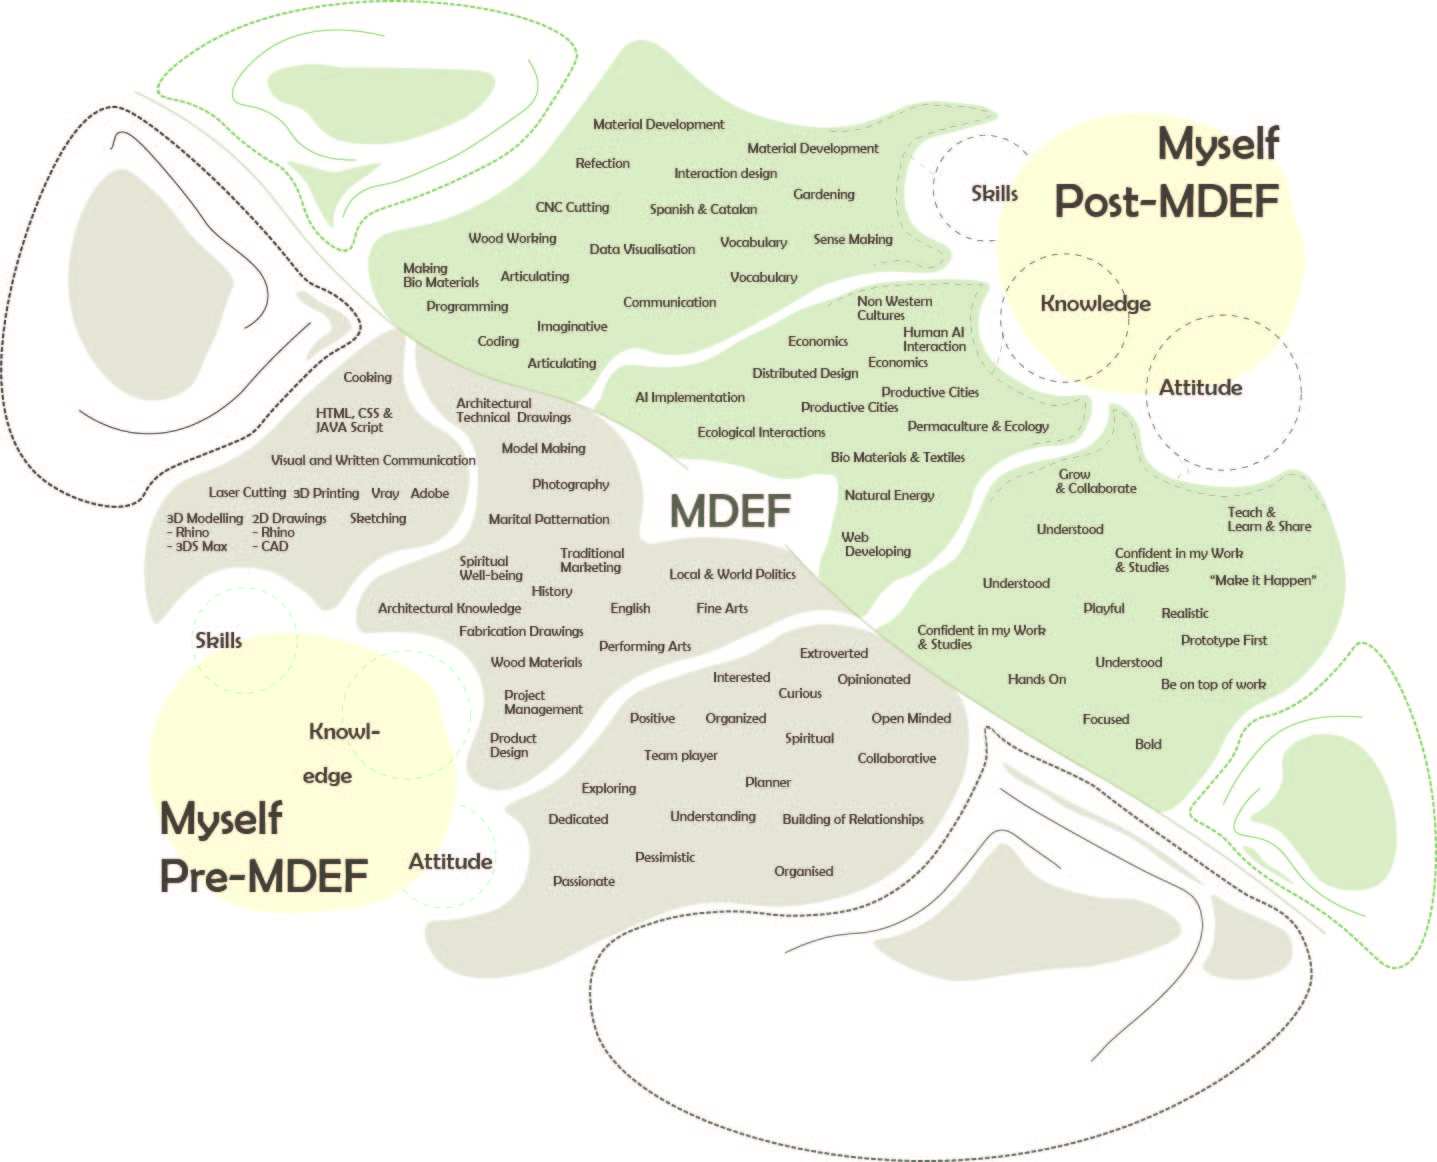 Material Development
Material Development
Refection
Interaction design
Gardening
CNC Cutting
Spanish & Catalan
Wood Working
Data Visualisation
Vocabulary
Sense Making
Making
Bio Materials
Articulating
Vocabulary
Programming
Communication
Imaginative
Coding
Articulating
Myself
Post-MDEF
Skills
Knowledge
Attitude
Non Western
Cultures
Human AI
Interaction
Economics
Economics
Distributed Design
Productive Cities
AI Implementation
Productive Cities
Ecological Interactions
Permaculture & Ecology
Bio Materials & Textiles
Natural Energy
Web
Developing
Grow
& Collaborate
Teach &
Learn & Share
Understood
Confident in my Work
& Studies
Understood
“Make it Happen”
Playful
Realistic
Confident in my Work
& Studies
Prototype First
Understood
Hands On
Be on top of work
Focused
Bold
MDEF
Cooking
HTML, CSS &
JAVA Script
Visual and Written Communication
Laser Cutting
3D Printing
Vray
Adobe
3D Modelling
- Rhino
- 3DS Max
2D Drawings
- Rhino
- CAD
Sketching
Architectural
Technical Drawings
Model Making
Photography
Marital Patternation
Spiritual
Well-being
Traditional
Marketing
Local & World Politics
History
Architectural Knowledge
English
Fine Arts
Fabrication Drawings
Performing Arts
Wood Materials
Project
Management
Product
Design
Extroverted
Interested
Opinionated
Curious
Positive
Organized
Open Minded
Spiritual
Team player
Collaborative
Planner
Exploring
Dedicated
Understanding
Building of Relationships
Pessimistic
Organised
Passionate
Skills
Knowl-
edge
Attitude
Myself
Pre-MDEF